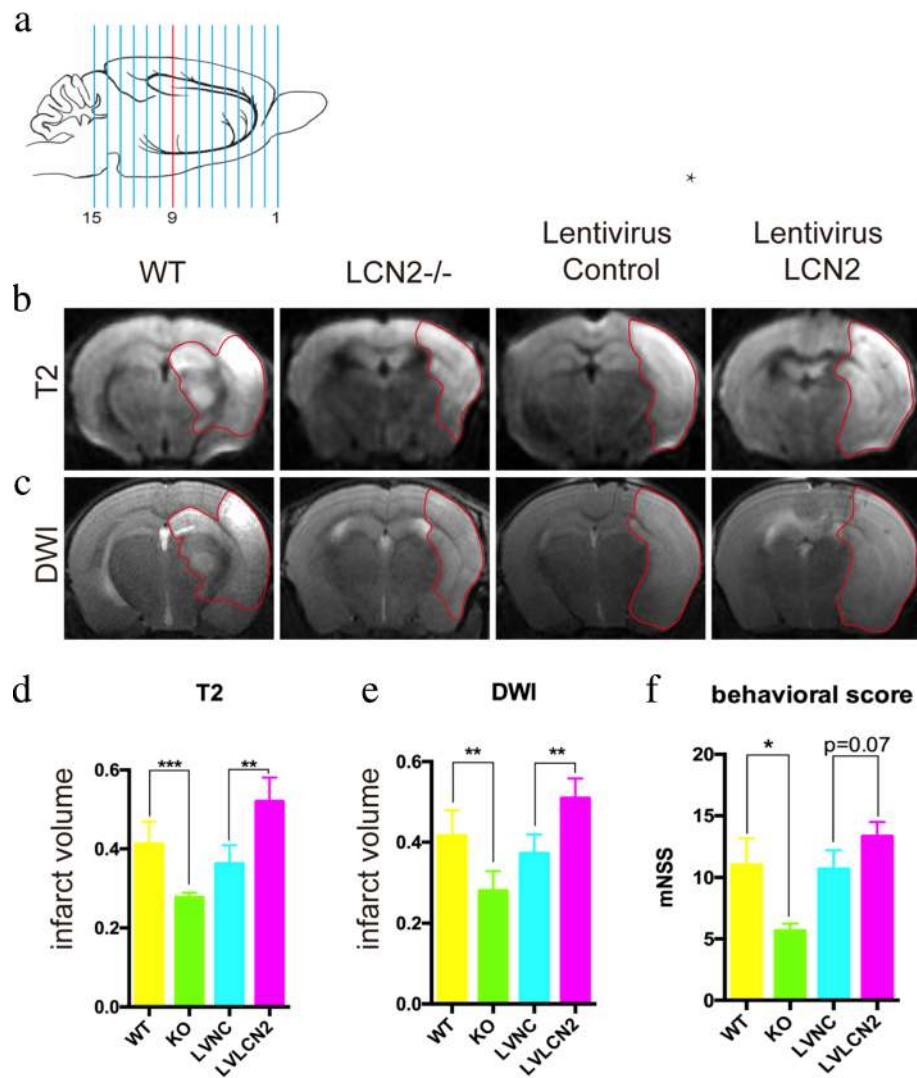 a
15 9 1
*
WT
LCN2-/-
Lentivirus
Control
Lentivirus
LCN2
b
T2
c
DWI
d
T2
infarct volume
0.6
0.4
0.2
0.0
***
**
WT
KO
LVNC
LVLCN2
e
DWI
infarct volume
0.6
0.4
0.2
0.0
**
**
WT
KO
LVNC
LVLCN2
f
behavioral score
mNSS
20
15
10
5
0
*
p=0.07
WT
KO
LVNC
LVLCN2